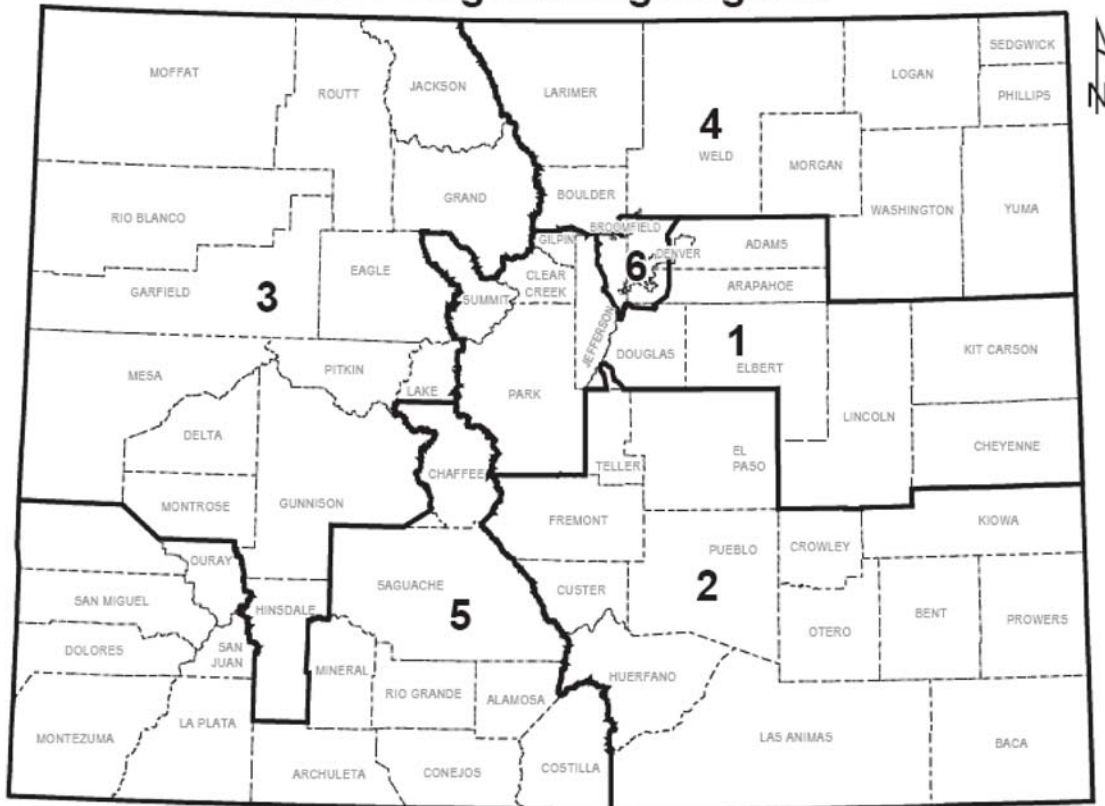 SEDGWICK
LOGAN
MOFFAT
JACKSON
ROUTT
LARIMER
PHILLIPS
4
WELD
MORGAN
GRAND
BOULDER
RIO BLANCO
WASHINGTON
YUMA
BROOMFIELD
GILPIN
ADAMS
DENVER
6
EAGLE
CLEAR
CREEK
ARAPAHOE
GARFIELD
3
SUMMIT
JEFFERSON
DOUGLAS
1
ELBERT
KIT CARSON
MESA
PITKIN
LAKE
PARK
LINCOLN
DELTA
CHEYENNE
EL
PASO
TELLER
CHAFFEE
MONTROSE
GUNNISON
FREMONT
KIOWA
PUEBLO
CROWLEY
OURAY
SAGUACHE
2
CUSTER
SAN MIGUEL
HINSDALE
5
BENT
PROWERS
OTERO
DOLORES
SAN
JUAN
MINERAL
HUERFANO
RIO GRANDE
ALAMOSA
LA PLATA
MONTEZUMA
LAS ANIMAS
BACA
ARCHULETA
CONEJOS
COSTILLA
N